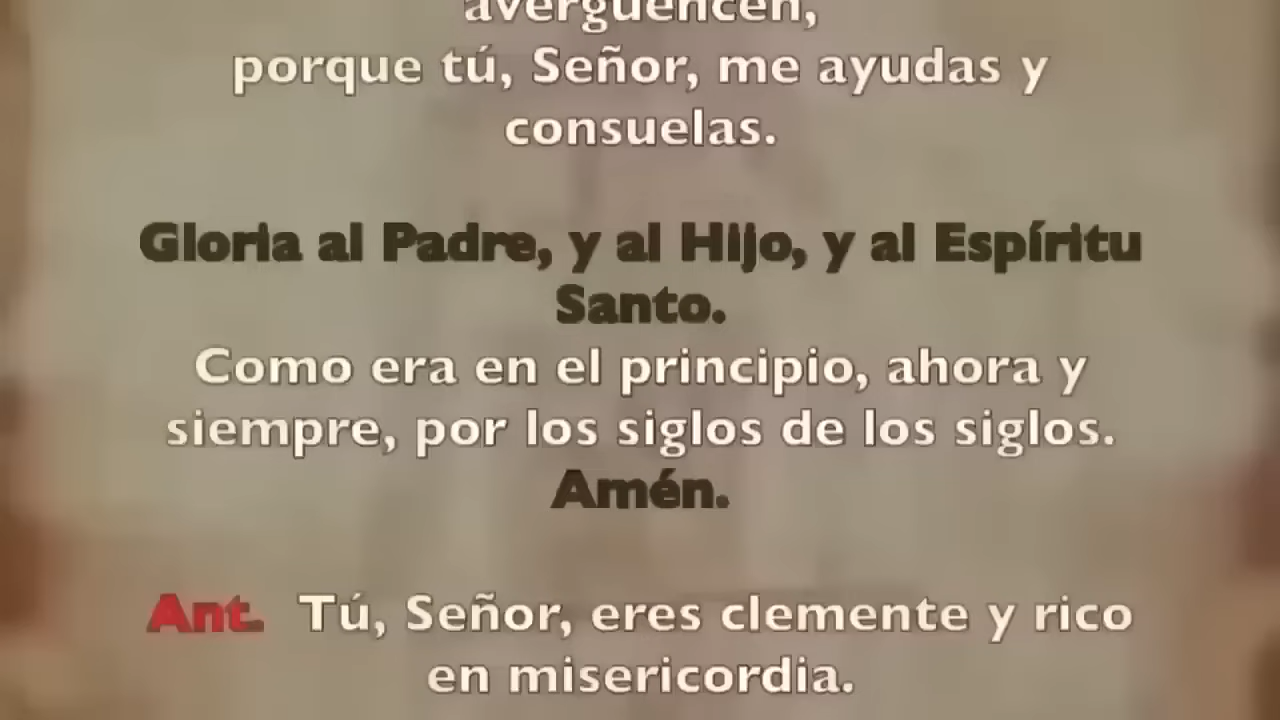 avergüencen,
porque tú, Señor, me ayudas y
consuelas.
Gloria al Padre, y al Hijo, y al Espíritu
Santo.
Como era en el principio, ahora y
siempre, por los siglos de los siglos.
Amén.
Ant. Tú, Señor, eres clemente y rico
en misericordia.